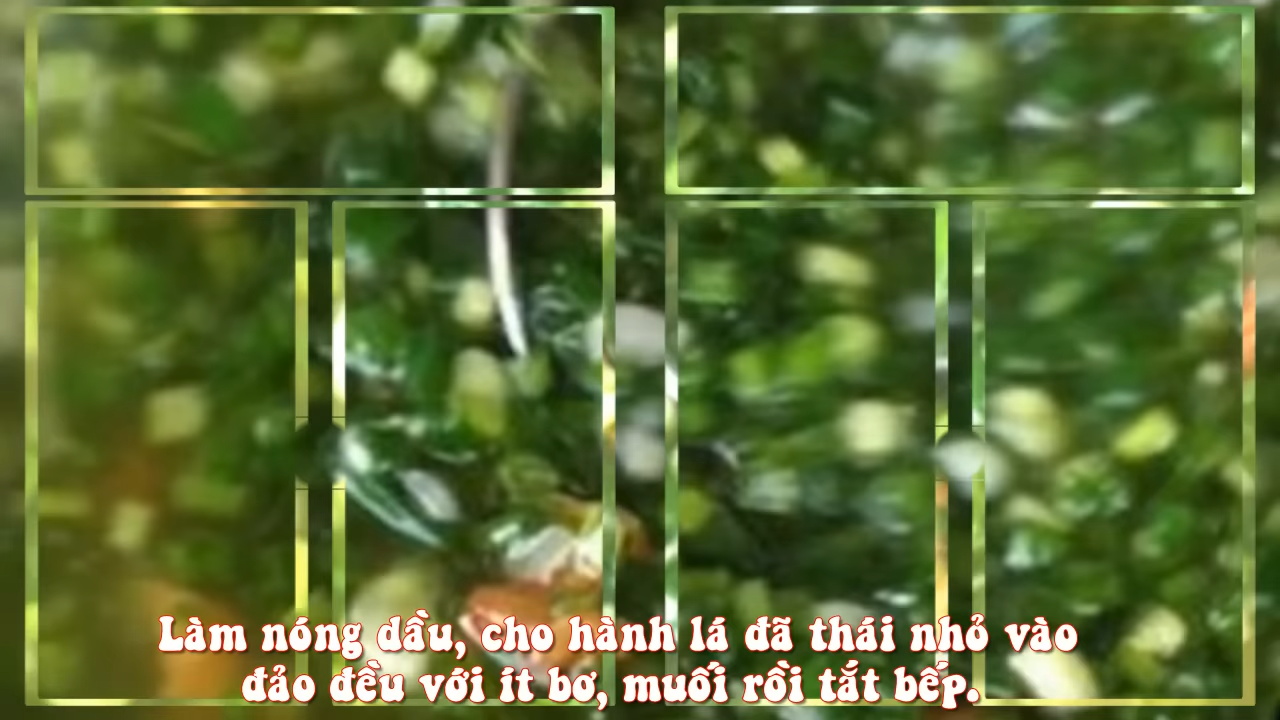 Làm nóng dầu, cho hành lá đã thái nhỏ vào
đảo đều với ít bơ, muối rồi tắt bếp.